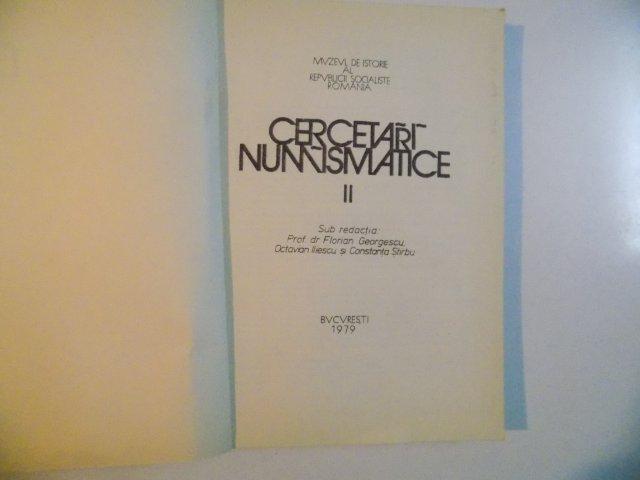 MVZEVL DE ISTORIE
AL
REPVBLICII SOCIALISTE
ROMÂNIA
CERCETĂRI
NUMISMATICE
II
Sub redacția:
Prof. dr. Florian Georgescu,
Octavian Iliescu și Constanța Știrbu
BVCVREȘTI
1979